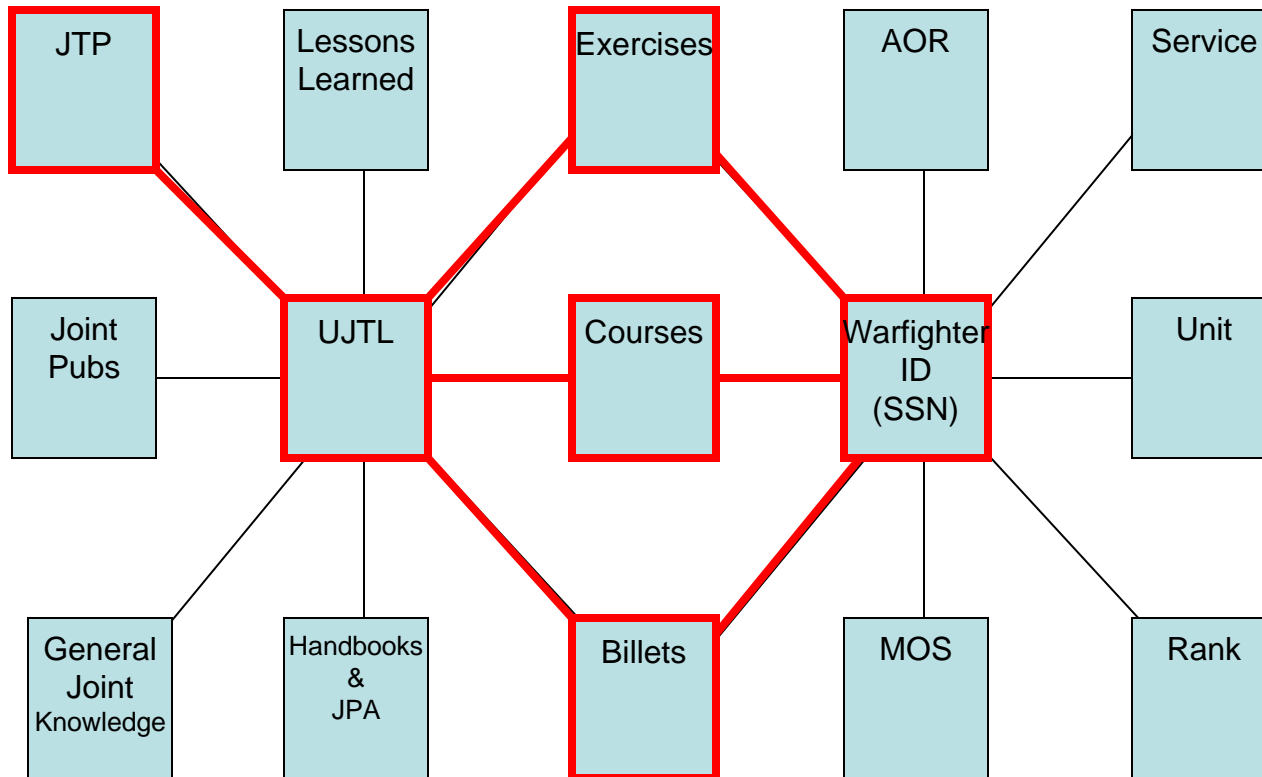 JTP
Lessons
Learned
Exercises
AOR
Service
Joint
Pubs
UJTL
Courses
Warfighter
ID
(SSN)
Unit
General
Joint
Knowledge
Handbooks
&
JPA
Billets
MOS
Rank